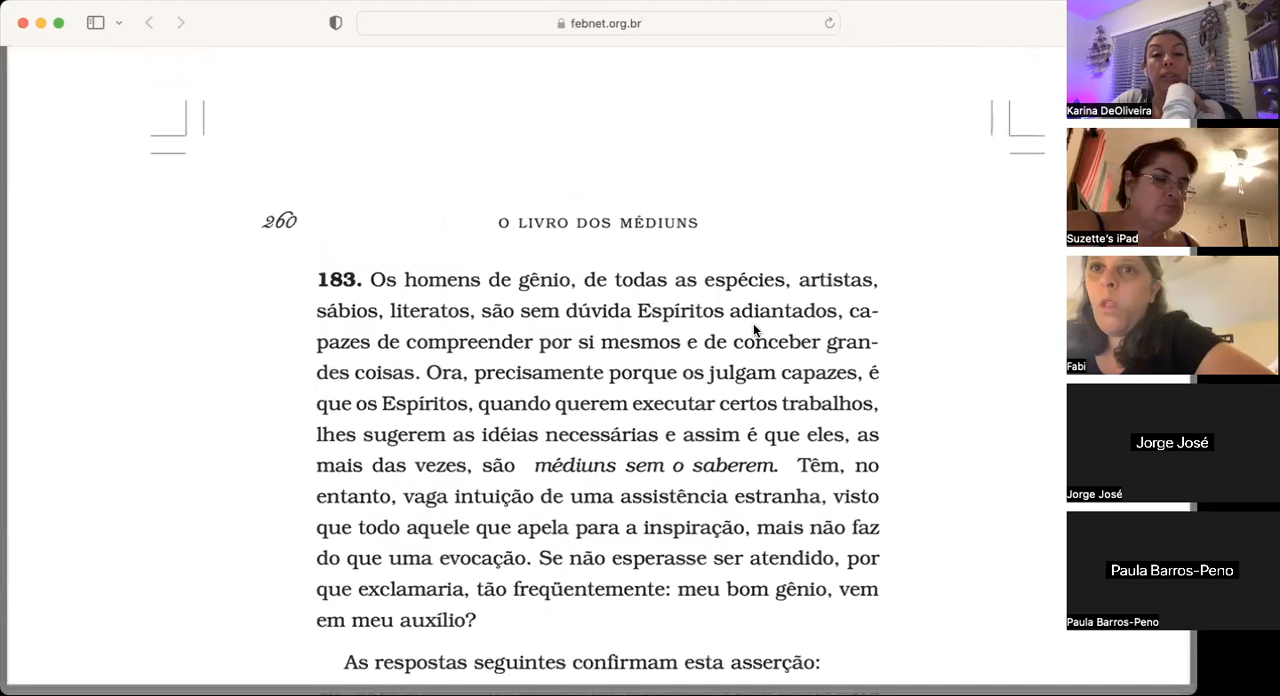 febnet.org.br
260
O LIVRO DOS MÉDIUNS
183. Os homens de gênio, de todas as espécies, artistas,
sábios, literatos, são sem dúvida Espíritos adiantados, ca-
pazes de compreender por si mesmos e de conceber gran-
des coisas. Ora, precisamente porque os julgam capazes, é
que os Espíritos, quando querem executar certos trabalhos,
lhes sugerem as idéias necessárias e assim é que eles, as
mais das vezes, são médiuns sem o saberem. Têm, no
entanto, vaga intuição de uma assistência estranha, visto
que todo aquele que apela para a inspiração, mais não faz
do que uma evocação. Se não esperasse ser atendido, por
que exclamaria, tão freqüentemente: meu bom gênio, vem
em meu auxílio?
As respostas seguintes confirmam esta asserção:
Karina DeOliveira
Suzette's iPad
Fabi
Jorge José
Jorge José
Paula Barros-Peno
Paula Barros-Peno